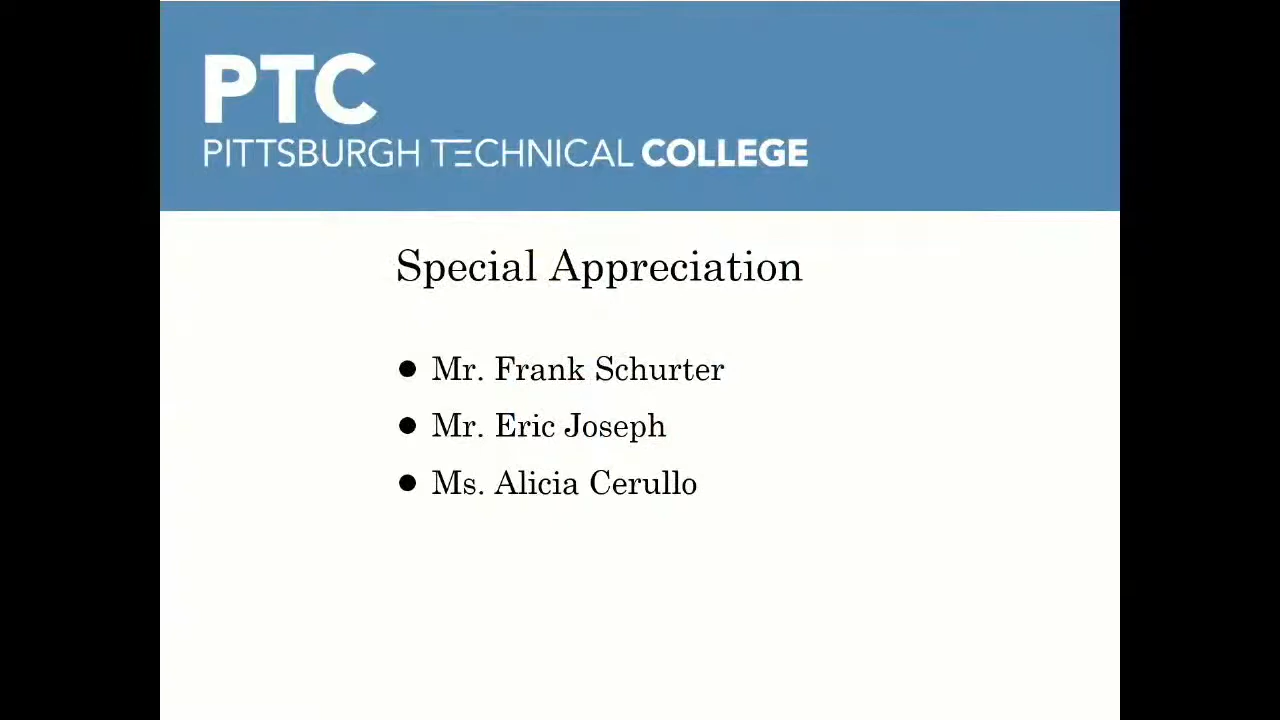 PTC
PITTSBURGH TECHNICAL COLLEGE
Special Appreciation
● Mr. Frank Schurter
● Mr. Eric Joseph
● Ms. Alicia Cerullo